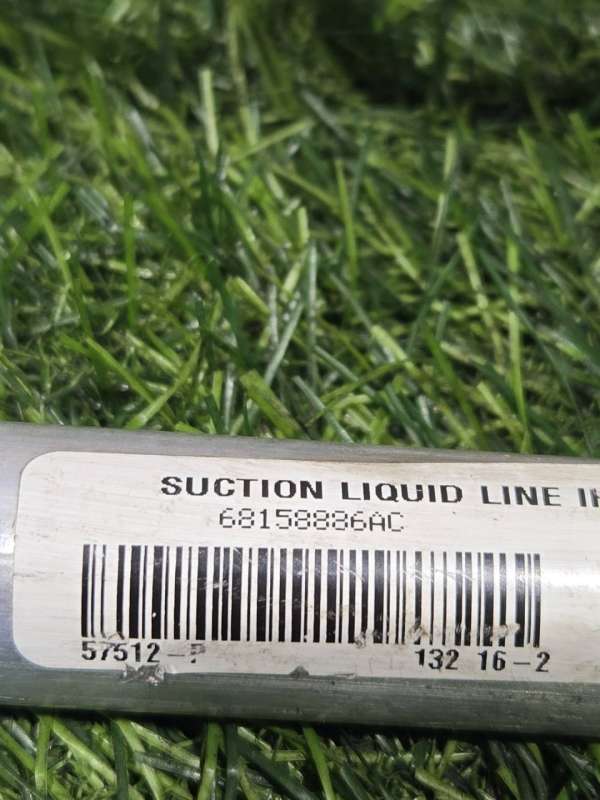 SUCTION LIQUID LINE
68158886AC
57512-P 132 16-2